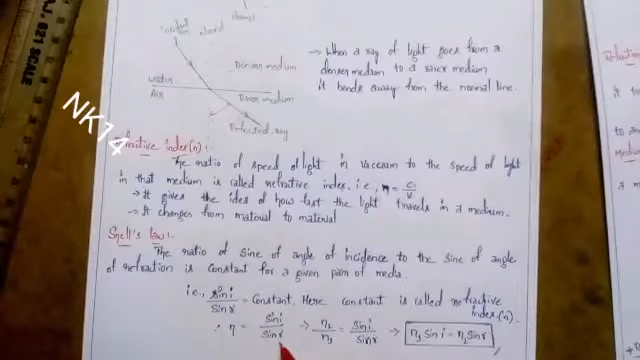 Normal
Incident
Water
Air
Denser medium
Rarer medium
Refracted ray
→ When a ray of light goes from a
denser medium to a rarer medium
it bends away from the normal line.
AJ. 621 SCALE
NK14
Refractive index(n):
The ratio of speed of light in vaccum to the speed of light
in that medium is called refractive index. i.e., n = c/v
→ It gives the idea of how fast the light travels in a medium.
→ It changes from material to material
Snell's law:
The ratio of sine of angle of incidence to the sine of angle
of refraction is constant for a given pair of media.
i.e., sin i / sin r = constant. Here constant is called refractive
index.(n).
∴ n = sin i / sin r → n2 / n1 = sin i / sin r → n1 sin i = n2 sin r